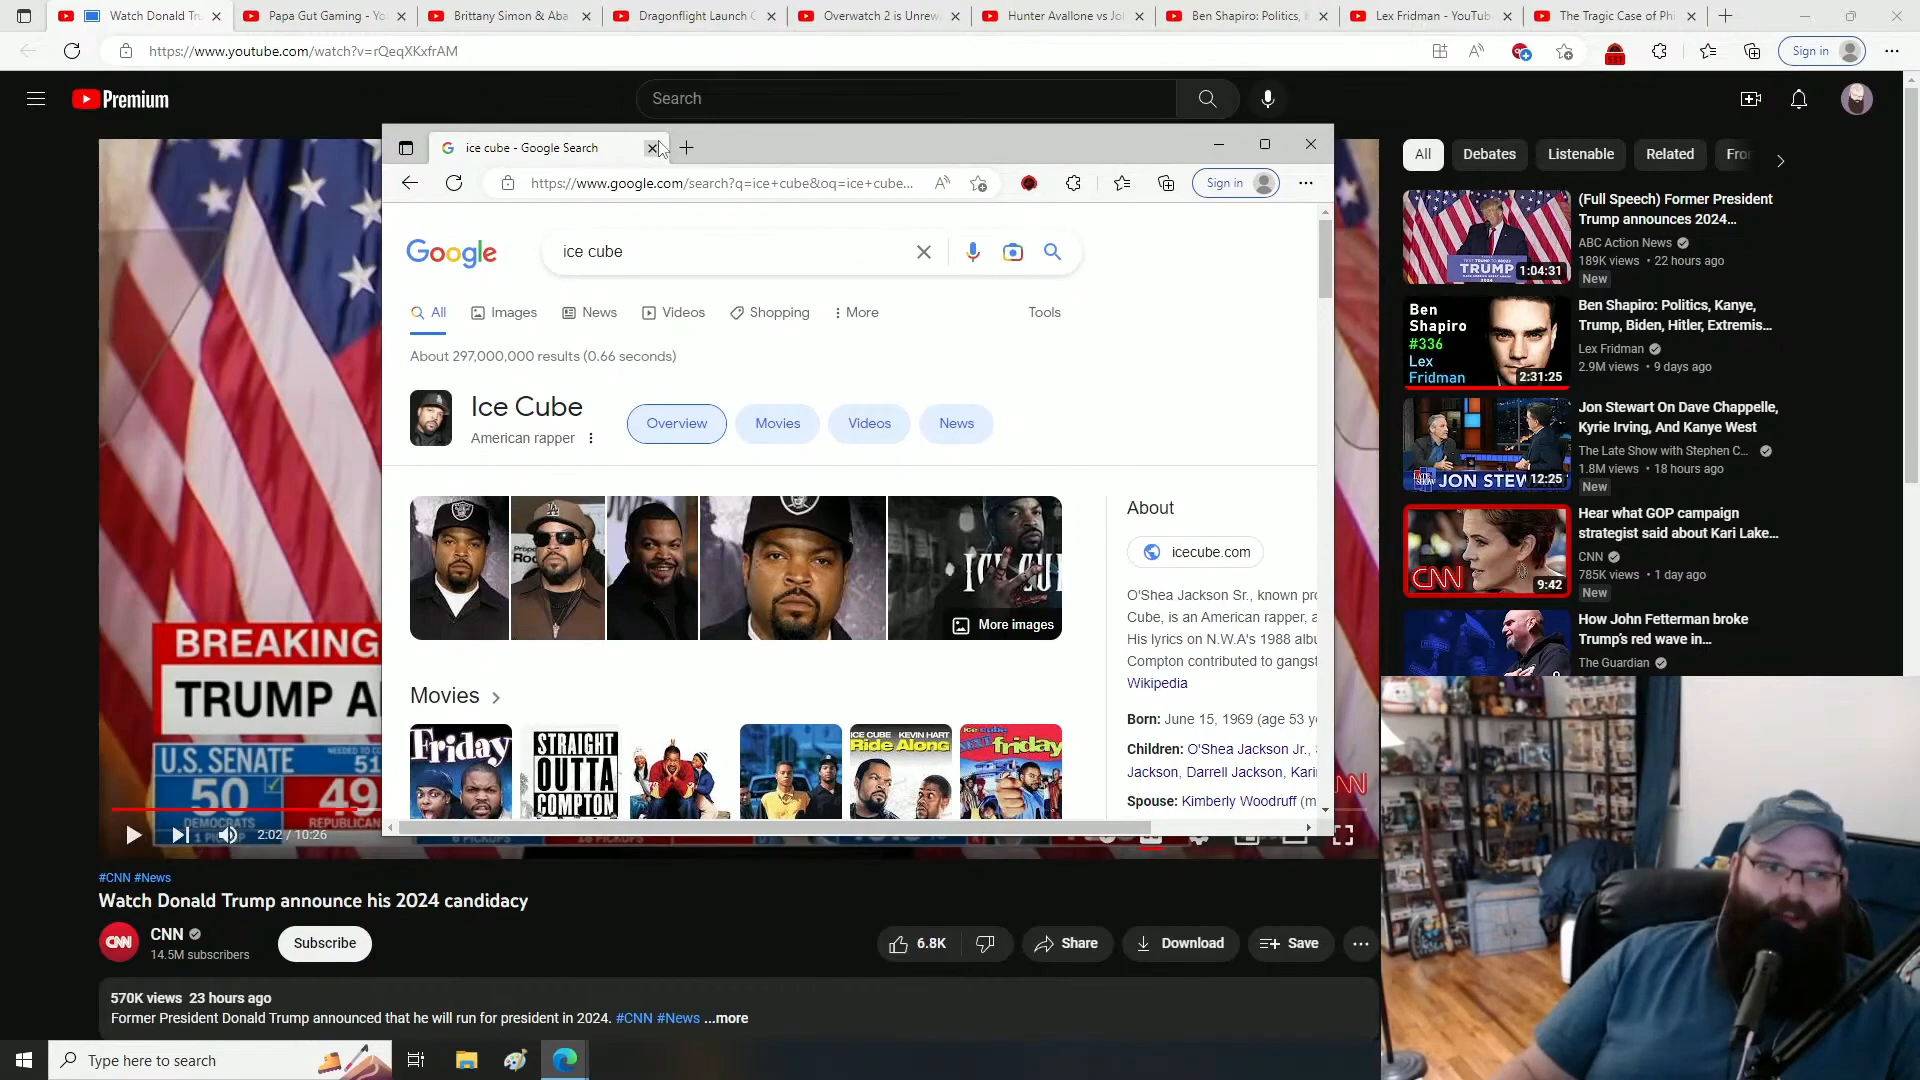 Watch Donald Tru
Papa Gut Gaming - Yo
Brittany Simon & Aba
Dragonflight Launch C
Overwatch 2 is Unrew
Hunter Avallone vs Jo
Ben Shapiro: Politics, K
Lex Fridman - YouTub
The Tragic Case of Phi
https://www.youtube.com/watch?v=rQeqXKxfrAM
Sign in
Premium
Search
ice cube - Google Search
https://www.google.com/search?q=ice+cube&oq=ice+cube...
Sign in
Google
ice cube
All
Images
News
Videos
Shopping
More
Tools
About 297,000,000 results (0.66 seconds)
Ice Cube
American rapper
Overview
Movies
Videos
News
More images
About
icecube.com
O'Shea Jackson Sr., known pro
Cube, is an American rapper, a
His lyrics on N.W.A's 1988 albu
Compton contributed to gangst
Wikipedia
Born: June 15, 1969 (age 53 y
Children: O'Shea Jackson Jr.,
Jackson, Darrell Jackson, Kari
Spouse: Kimberly Woodruff (m
Movies
Friday
STRAIGHT
OUTTA
COMPTON
ICE CUBE KEVIN HART
Ride Along
ice cube
next friday
BREAKING
TRUMP A
U.S. SENATE
NEEDED TO CO
51
50
49
DEMOCRATS
REPUBLICAN
2:02 / 10:26
#CNN #News
Watch Donald Trump announce his 2024 candidacy
CNN
CNN
14.5M subscribers
Subscribe
6.8K
Share
Download
Save
570K views 23 hours ago
Former President Donald Trump announced that he will run for president in 2024. #CNN #News ...more
All
Debates
Listenable
Related
Fro
TRUMP
1:04:31
(Full Speech) Former President
Trump announces 2024...
ABC Action News
189K views • 22 hours ago
New
Ben
Shapiro
#336
Lex
Fridman
2:31:25
Ben Shapiro: Politics, Kanye,
Trump, Biden, Hitler, Extremis...
Lex Fridman
2.9M views • 9 days ago
JON STEW
12:25
Jon Stewart On Dave Chappelle,
Kyrie Irving, And Kanye West
The Late Show with Stephen C...
1.8M views • 18 hours ago
New
CNN
9:42
Hear what GOP campaign
strategist said about Kari Lake...
CNN
785K views • 1 day ago
New
How John Fetterman broke
Trump's red wave in...
The Guardian
Type here to search